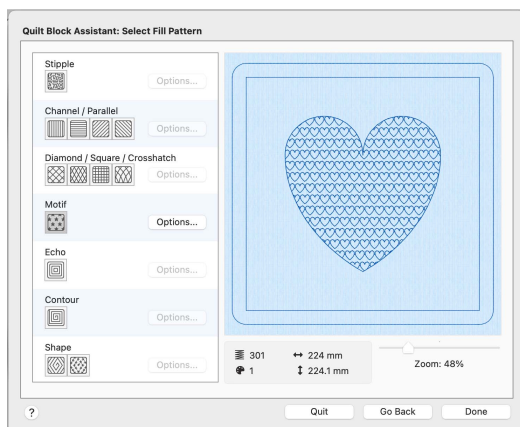 Quilt Block Assistant: Select Fill Pattern
Stipple
Options...
Channel / Parallel
Options...
Diamond / Square / Crosshatch
Options...
Motif
Options...
Echo
Options...
Contour
Options...
Shape
Options...
301
224 mm
1
224.1 mm
Zoom: 48%
?
Quit
Go Back
Done